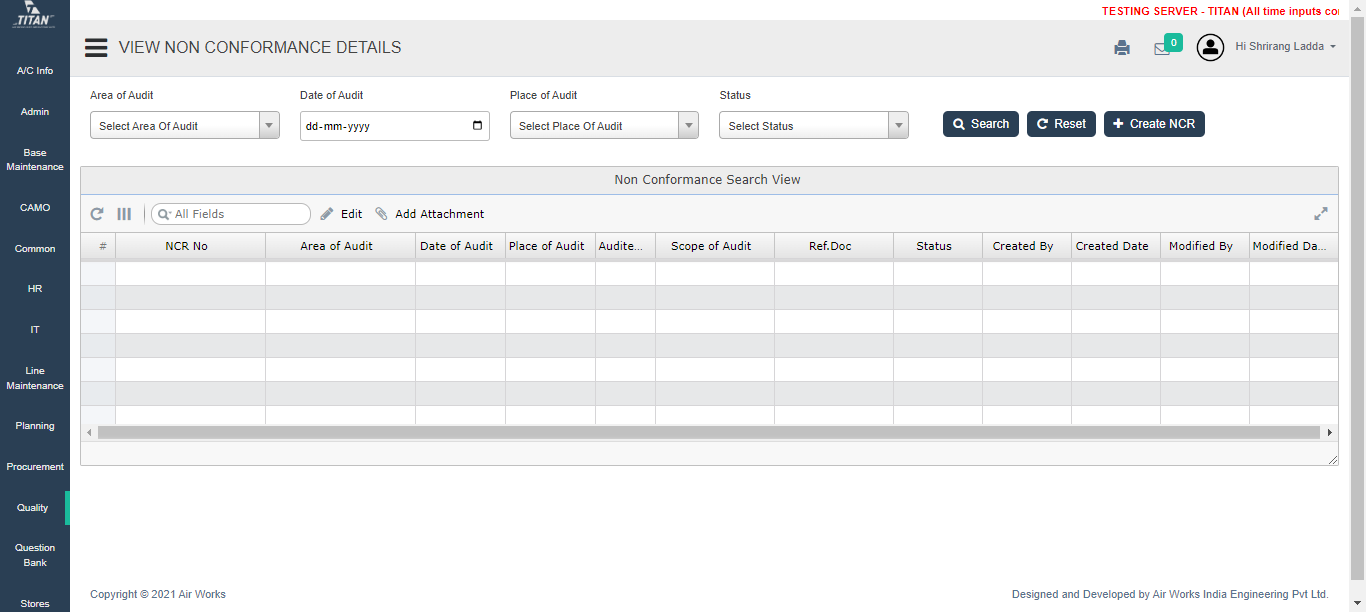 TITAN
TESTING SERVER - TITAN (All time inputs co
VIEW NON CONFORMANCE DETAILS
0
Hi Shrirang Ladda
A/C Info
Admin
Base
Maintenance
CAMO
Common
HR
IT
Line
Maintenance
Planning
Procurement
Quality
Question
Bank
Stores
Area of Audit
Date of Audit
Place of Audit
Status
Select Area Of Audit
dd-mm-yyyy
Select Place Of Audit
Select Status
Search
Reset
Create NCR
Non Conformance Search View
All Fields
Edit
Add Attachment
# NCR No Area of Audit Date of Audit Place of Audit Audite... Scope of Audit Ref.Doc Status Created By Created Date Modified By Modified Da...
Copyright © 2021 Air Works
Designed and Developed by Air Works India Engineering Pvt Ltd.